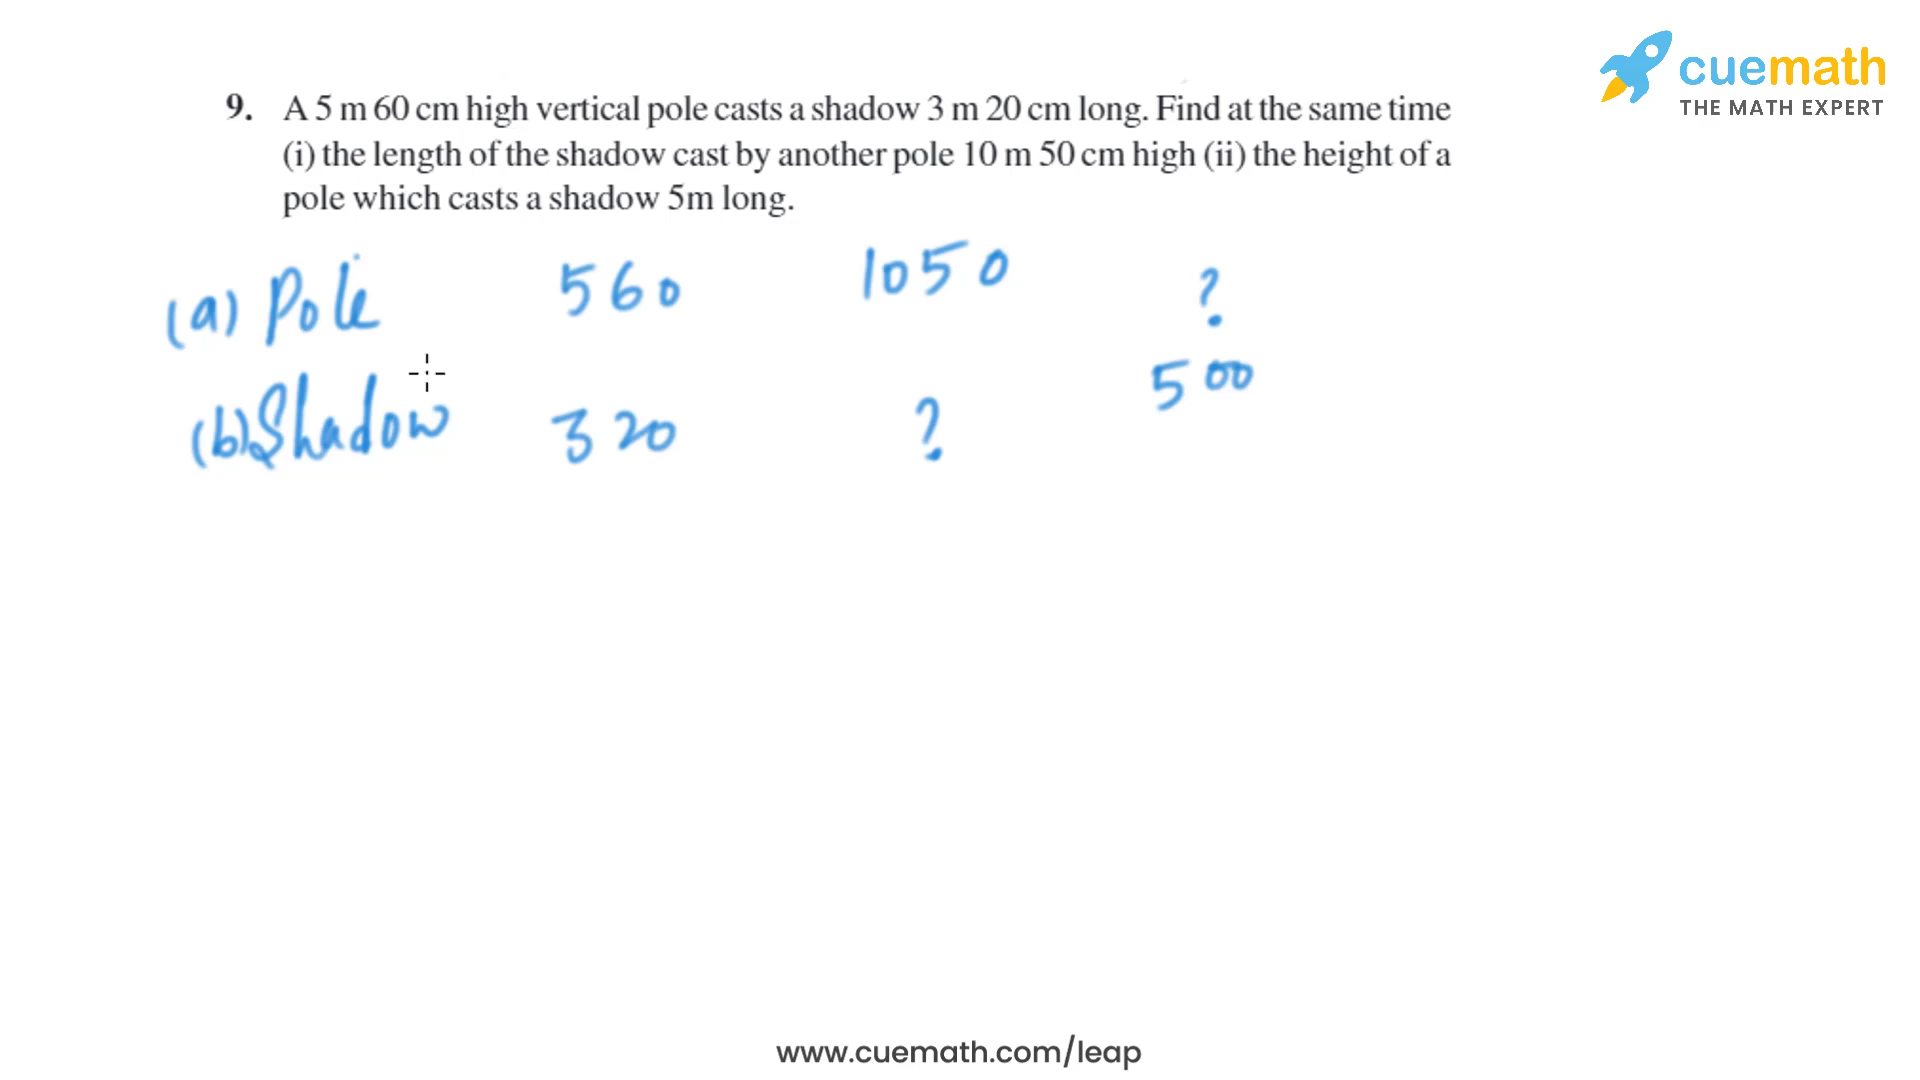 cuemath
THE MATH EXPERT
9. A 5 m 60 cm high vertical pole casts a shadow 3 m 20 cm long. Find at the same time
(i) the length of the shadow cast by another pole 10 m 50 cm high (ii) the height of a
pole which casts a shadow 5m long.
(a) Pole 560 1050 ?
(b) Shadow 320 ? 500
www.cuemath.com/leap